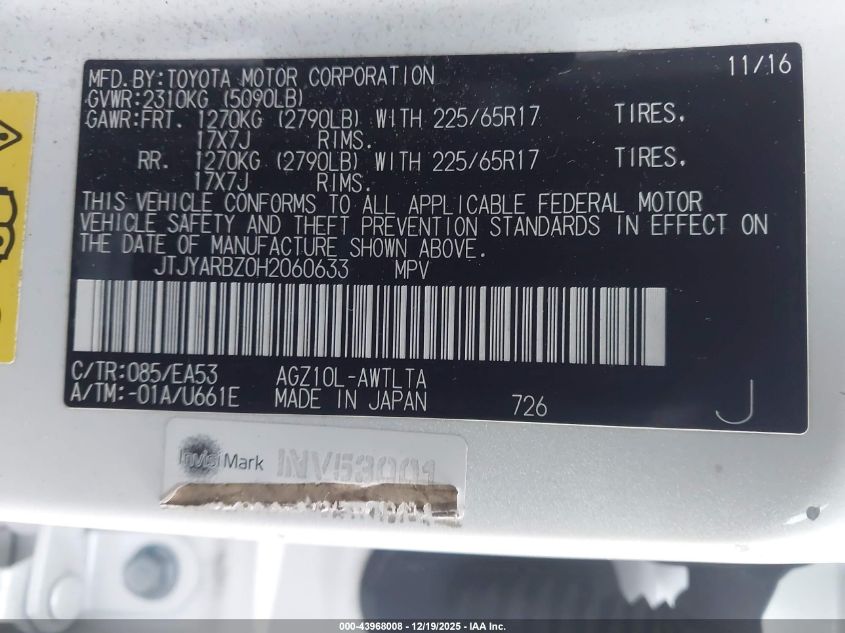 MFD.BY:TOYOTA MOTOR CORPORATION 11/16
GVWR:2310KG (5090LB)
GAWR:FRT. 1270KG (2790LB) WITH 225/65R17 TIRES.
17X7J RIMS.
RR. 1270KG (2790LB) WITH 225/65R17 TIRES.
17X7J RIMS.
THIS VEHICLE CONFORMS TO ALL APPLICABLE FEDERAL MOTOR
VEHICLE SAFETY AND THEFT PREVENTION STANDARDS IN EFFECT ON
THE DATE OF MANUFACTURE SHOWN ABOVE.
JTJYARBZ0H2060633 MPV
C/TR:085/EA53 AGZ10L-AWTLTA
A/TM:-01A/U661E MADE IN JAPAN 726 J
InvisiMark INV53001
000-43968008 - 12/19/2025 - IAA Inc.